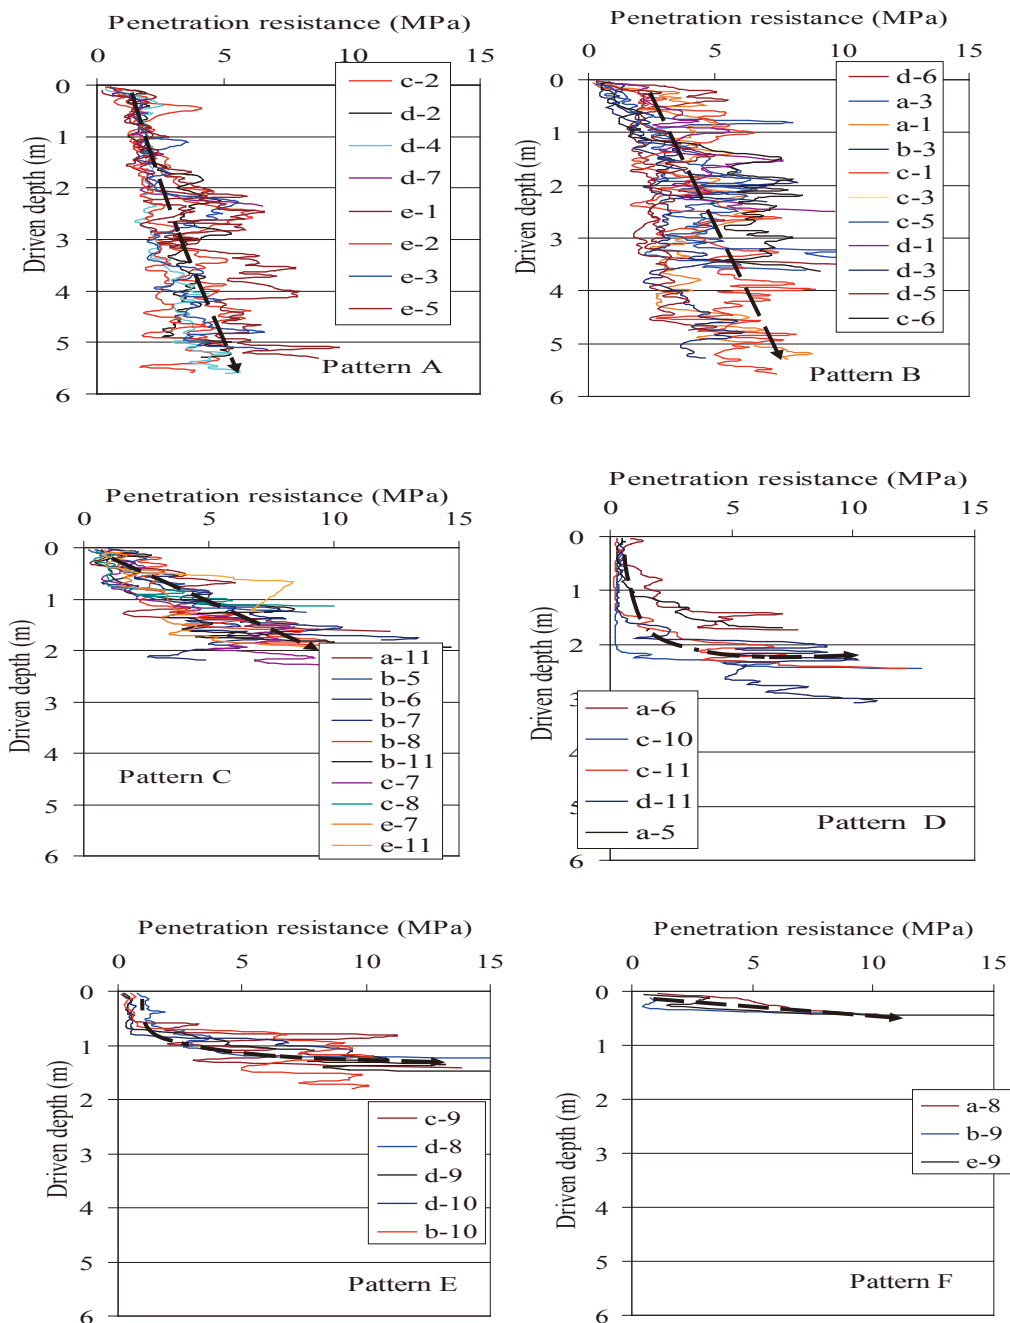 Penetration resistance (MPa)
0 5 10 15
0
1
2
3
4
5
6
Driven depth (m)
c-2
d-2
d-4
d-7
e-1
e-2
e-3
e-5
Pattern A
Penetration resistance (MPa)
0 5 10 15
0
1
2
3
4
5
6
Driven depth (m)
d-6
a-3
a-1
b-3
c-1
c-3
c-5
d-1
d-3
d-5
c-6
Pattern B
Penetration resistance (MPa)
0 5 10 15
0
1
2
3
4
5
6
Driven depth (m)
a-11
b-5
b-6
b-7
b-8
b-11
c-7
c-8
e-7
e-11
Pattern C
Penetration resistance (MPa)
0 5 10 15
0
1
2
3
4
5
6
Driven depth (m)
a-6
c-10
c-11
d-11
a-5
Pattern D
Penetration resistance (MPa)
0 5 10 15
0
1
2
3
4
5
6
Driven depth (m)
c-9
d-8
d-9
d-10
b-10
Pattern E
Penetration resistance (MPa)
0 5 10 15
0
1
2
3
4
5
6
Driven depth (m)
a-8
b-9
e-9
Pattern F